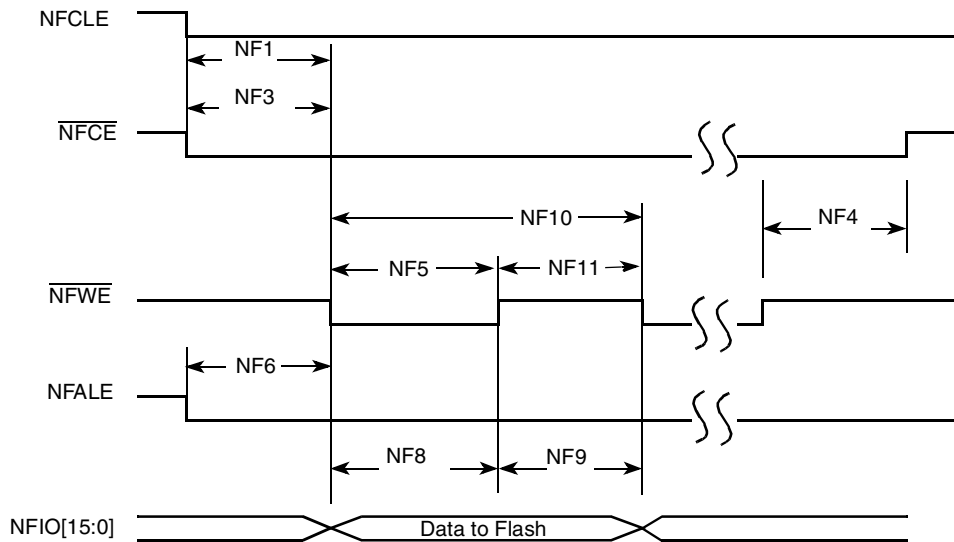 NFCLE
NF1
NF3
NFCE
NF10
NF4
NF5
NF11
NFWE
NF6
NFALE
NF8
NF9
NFIO[15:0]
Data to Flash